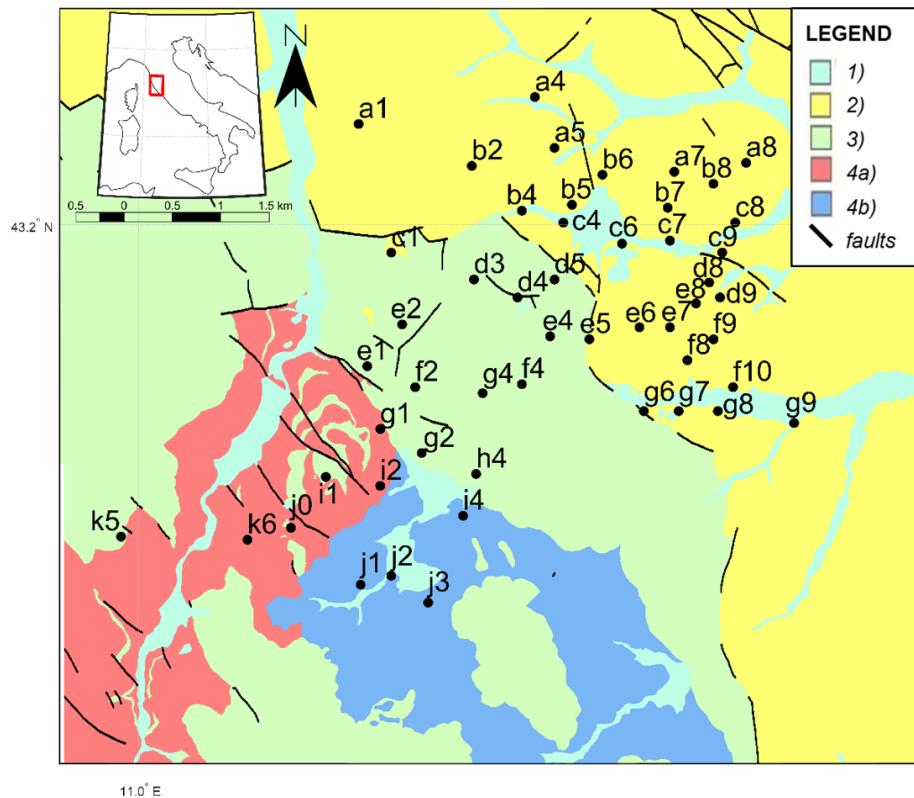 N
LEGEND
1)
2)
3)
4a)
4b)
faults
0.5 0 0.5 1 1.5 km
43.2° N
11.0° E
a1
a4
a5
a7
a8
b2
b4
b5
b6
b7
b8
c1
c4
c6
c7
c8
c9
d3
d4
d5
d8
d9
e1
e2
e4
e5
e6
e7
e8
f2
f4
f8
f9
f10
g1
g2
g4
g6
g7
g8
g9
h4
i1
i2
i4
j0
j1
j2
j3
k5
k6